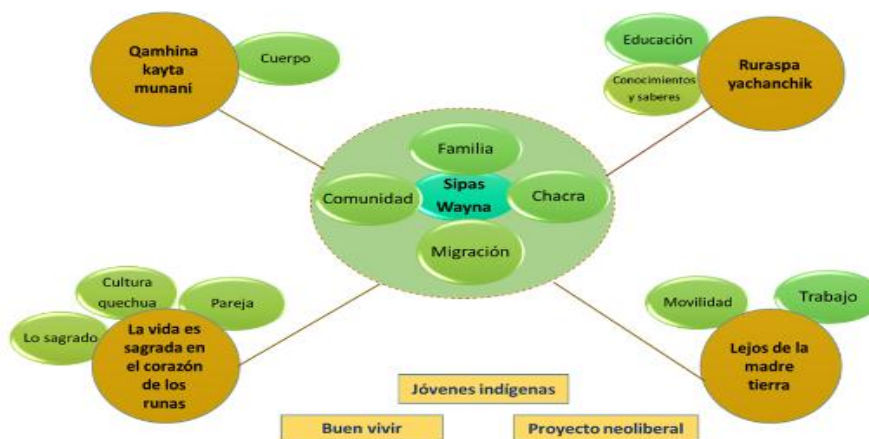 Qamhina
kayta
munani
Cuerpo
Educación
Conocimientos
y saberes
Ruraspa
yachanchik
Familia
Comunidad
Sipas
Wayna
Chacra
Migración
Cultura
quechua
Pareja
Lo sagrado
La vida es
sagrada en
el corazón
de los
runas
Movilidad
Trabajo
Lejos de la
madre
tierra
Jóvenes indígenas
Buen vivir
Proyecto neoliberal